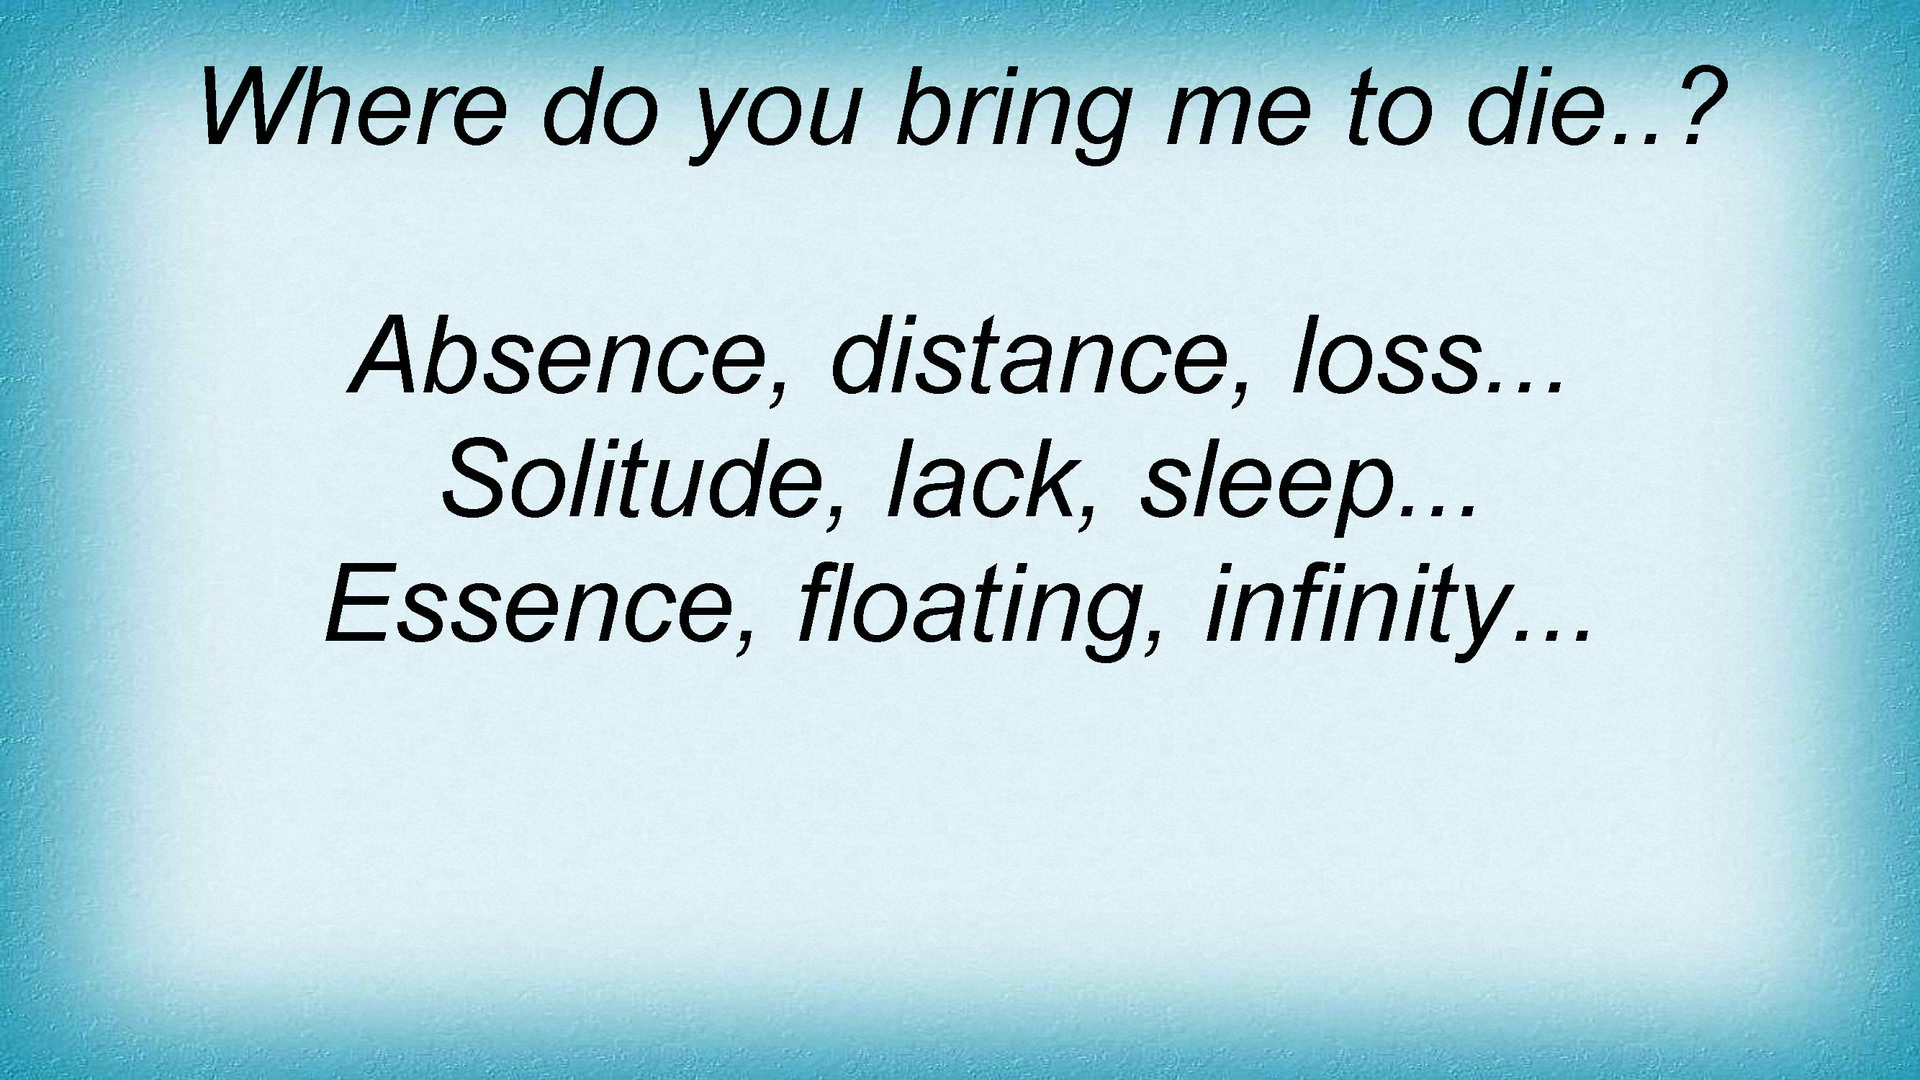 Where do you bring me to die..?
Absence, distance, loss...
Solitude, lack, sleep...
Essence, floating, infinity...